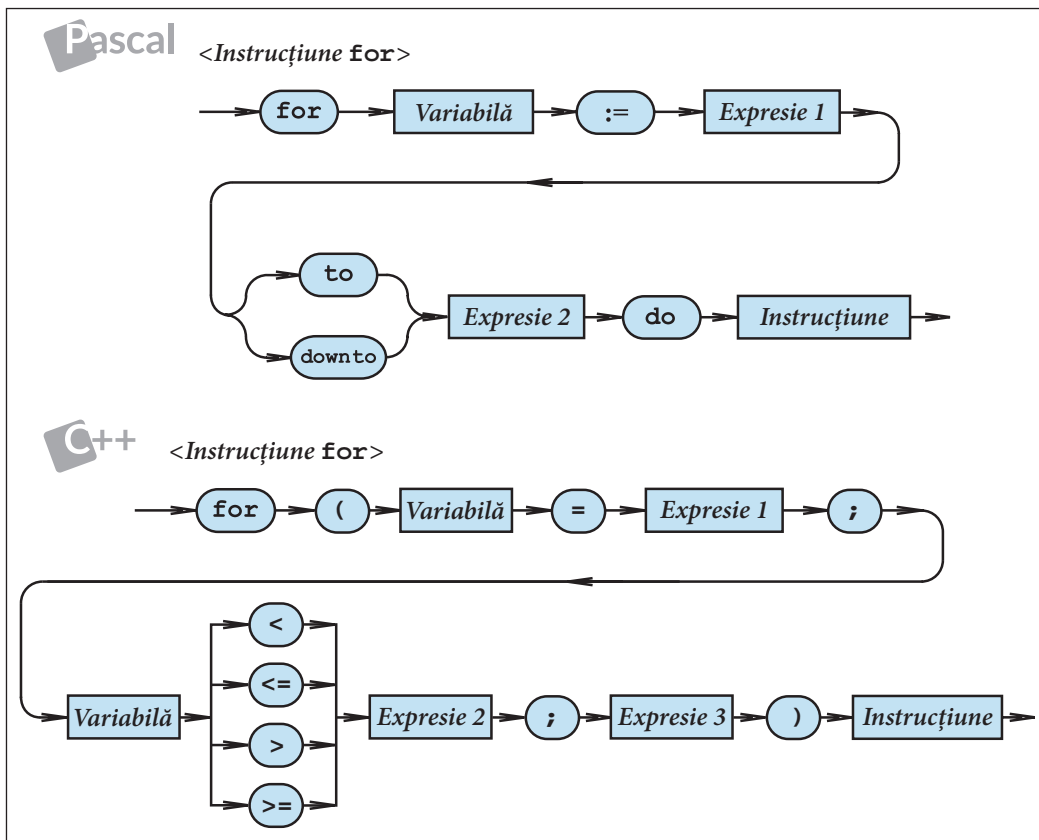 Pascal
<Instrucțiune for>
for Variabilă := Expresie 1
to
Expresie 2 do Instrucțiune
downto
C++
<Instrucțiune for>
for ( Variabilă = Expresie 1 ;
<
<=
Variabilă Expresie 2 ; Expresie 3 ) Instrucțiune
>
>=